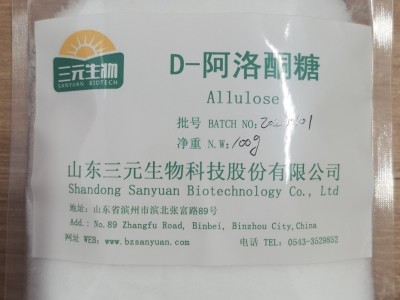 三元生物
SANYUAN BIOTECH
D-阿洛酮糖
Allulose
批号 BATCH NO:
净重 N.W: 100g
山东三元生物科技股份有限公司
Shandong Sanyuan Biotechnology Co., Ltd
地址: 山东省滨州市滨北张富路89号
Add.: No.89 Zhangfu Road, Binbei, Binzhou City,China
网址 WEB: www.bzsanyuan.com 电话 TEL: 0543-3529852